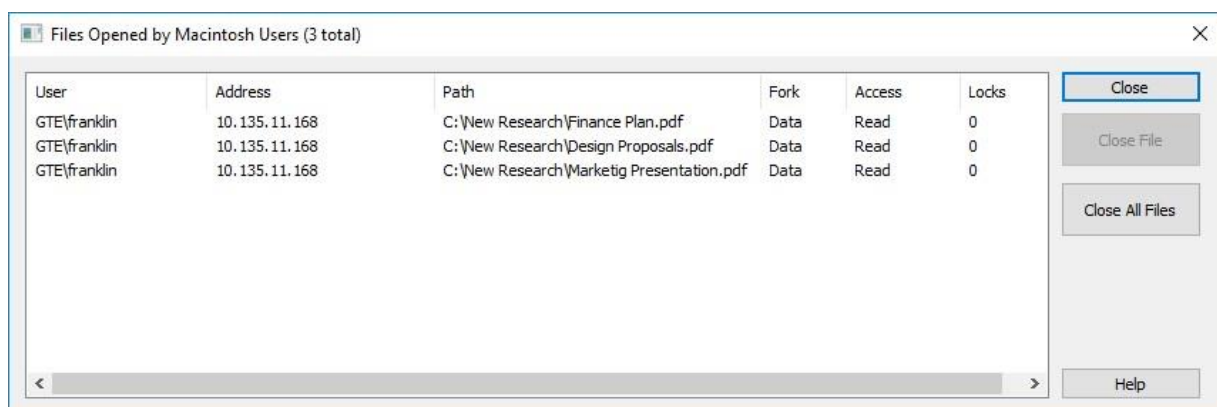 Files Opened by Macintosh Users (3 total)
User Address Path Fork Access Locks
GTE\franklin 10.135.11.168 C:\New Research\Finance Plan.pdf Data Read 0
GTE\franklin 10.135.11.168 C:\New Research\Design Proposals.pdf Data Read 0
GTE\franklin 10.135.11.168 C:\New Research\Marketig Presentation.pdf Data Read 0
Close
Close File
Close All Files
Help